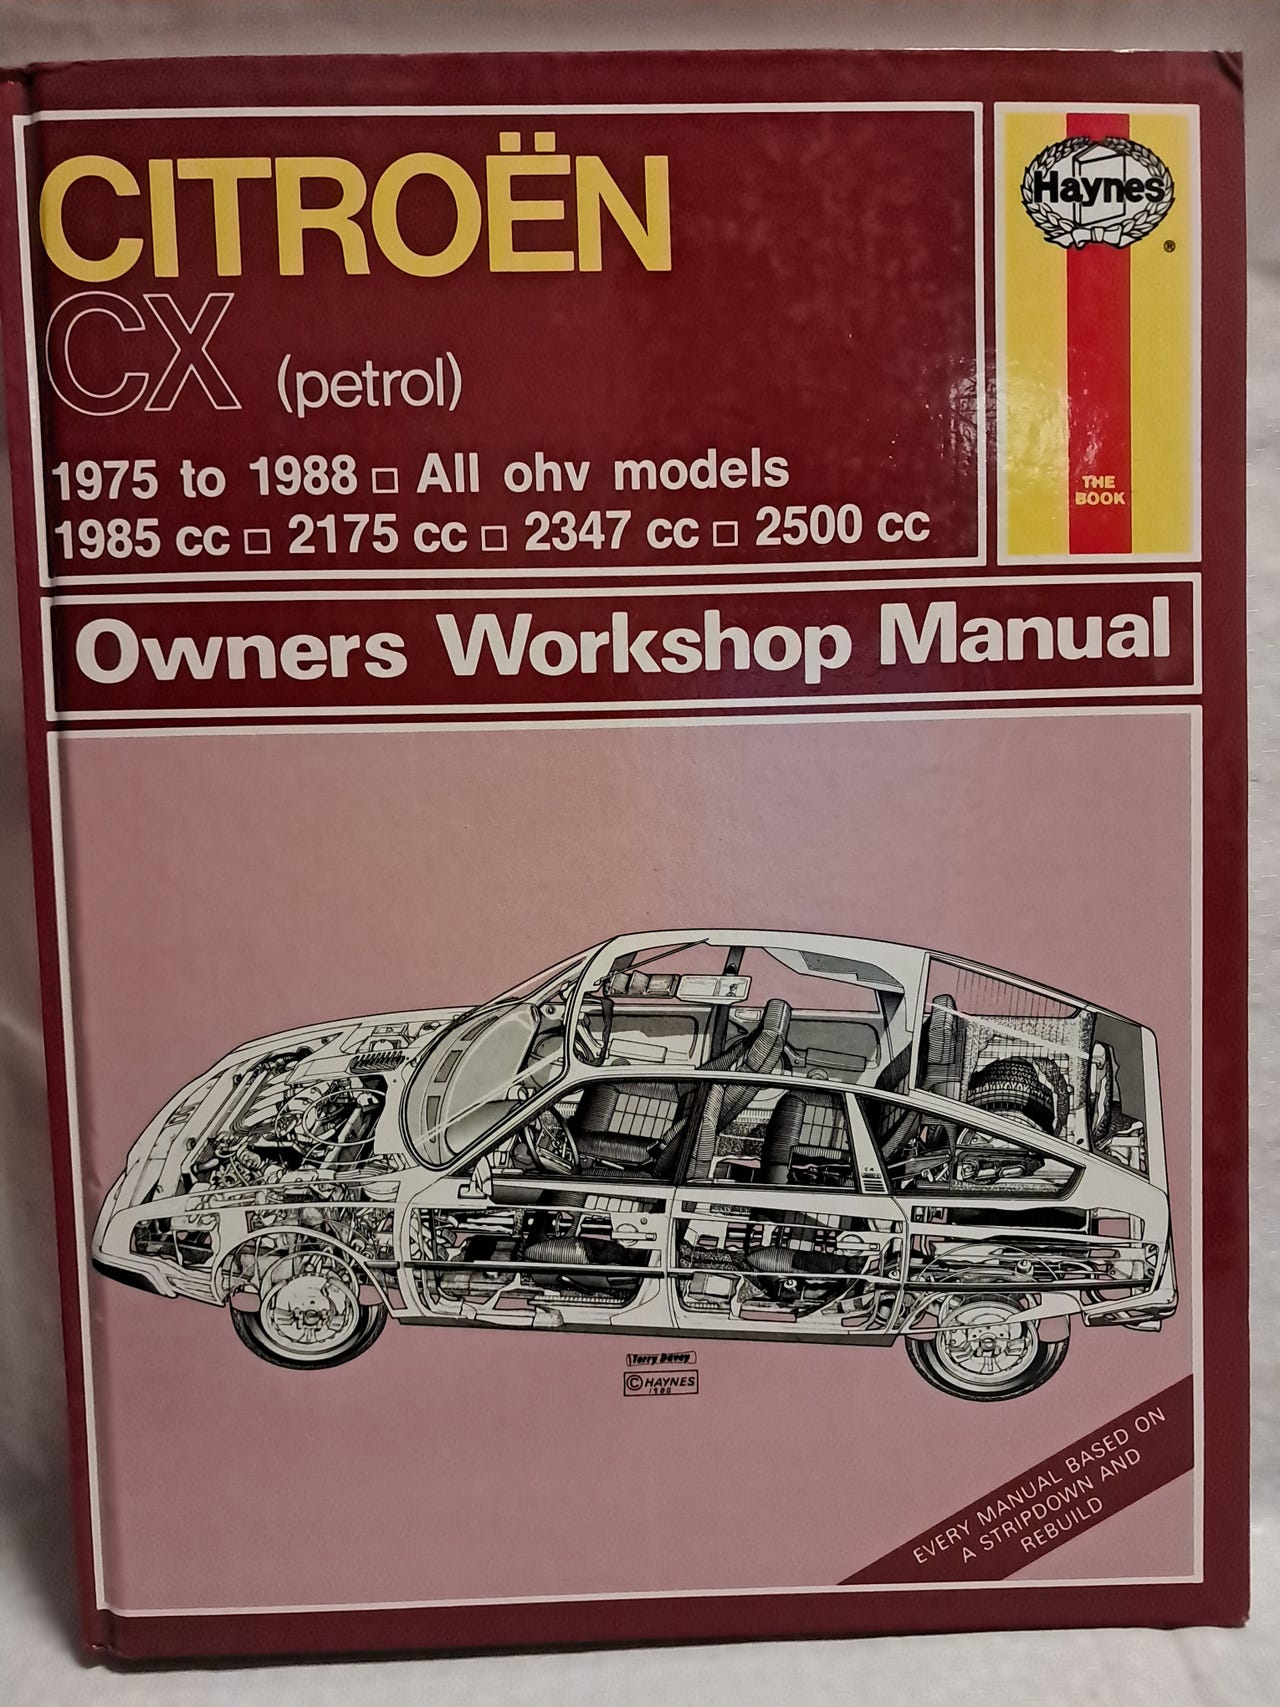 CITROËN
CX (petrol)
1975 to 1988 □ All ohv models
1985 cc □ 2175 cc □ 2347 cc □ 2500 cc
Haynes
®
THE
BOOK
Owners Workshop Manual
Terry Davey
© HAYNES
1980
EVERY MANUAL BASED ON
A STRIPDOWN AND
REBUILD